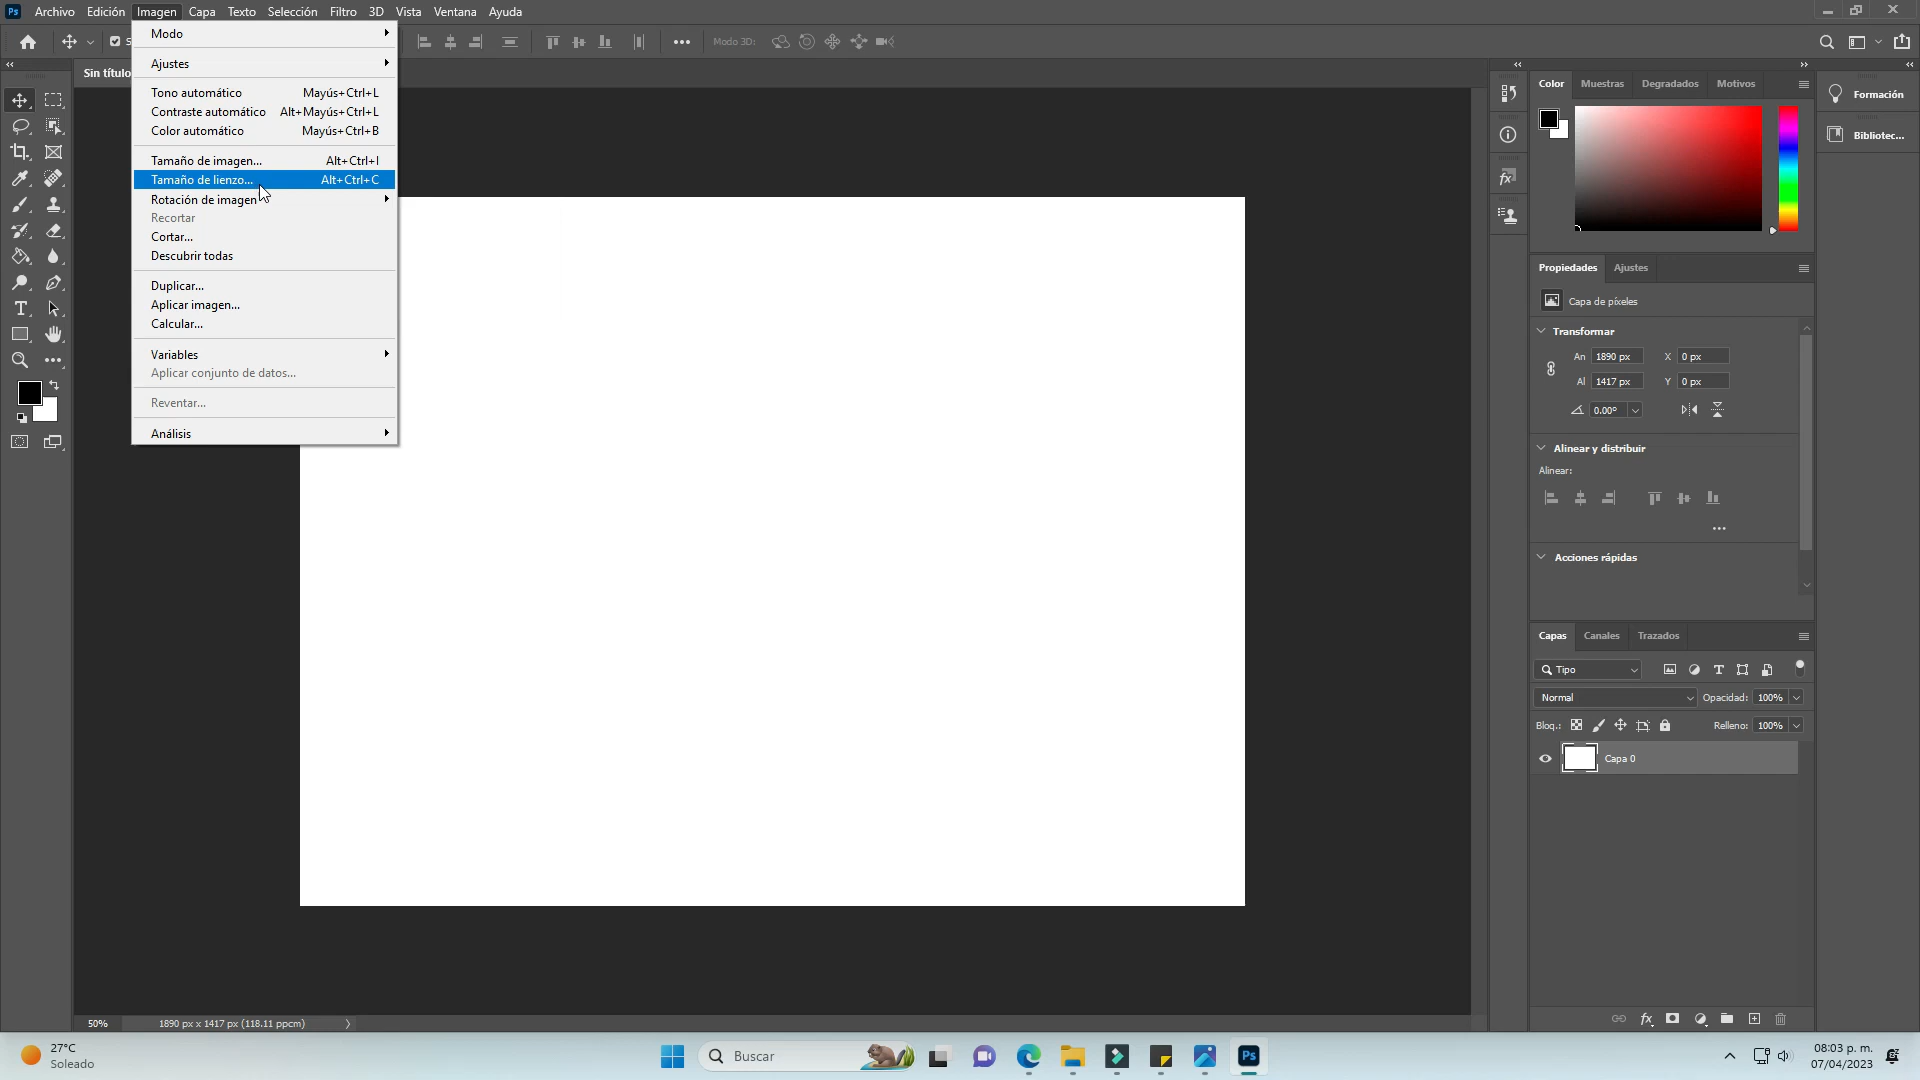 Ps Archivo Edición Imagen Capa Texto Selección Filtro 3D Vista Ventana Ayuda
Modo 3D:
Sin título
Modo
Ajustes
Tono automático Mayús+Ctrl+L
Contraste automático Alt+Mayús+Ctrl+L
Color automático Mayús+Ctrl+B
Tamaño de imagen... Alt+Ctrl+I
Tamaño de lienzo... Alt+Ctrl+C
Rotación de imagen
Recortar
Cortar...
Descubrir todas
Duplicar...
Aplicar imagen...
Calcular...
Variables
Aplicar conjunto de datos...
Reventar...
Análisis
Color Muestras Degradados Motivos
Formación
Bibliotec...
Propiedades Ajustes
Capa de píxeles
Transformar
An 1890 px X 0 px
Al 1417 px Y 0 px
0.00°
Alinear y distribuir
Alinear:
Acciones rápidas
Capas Canales Trazados
Tipo
Normal Opacidad: 100%
Bloq.: Relleno: 100%
Capa 0
50% 1890 px x 1417 px (118.11 ppcm)
27°C
Soleado
Buscar
Ps
08:03 p. m.
07/04/2023